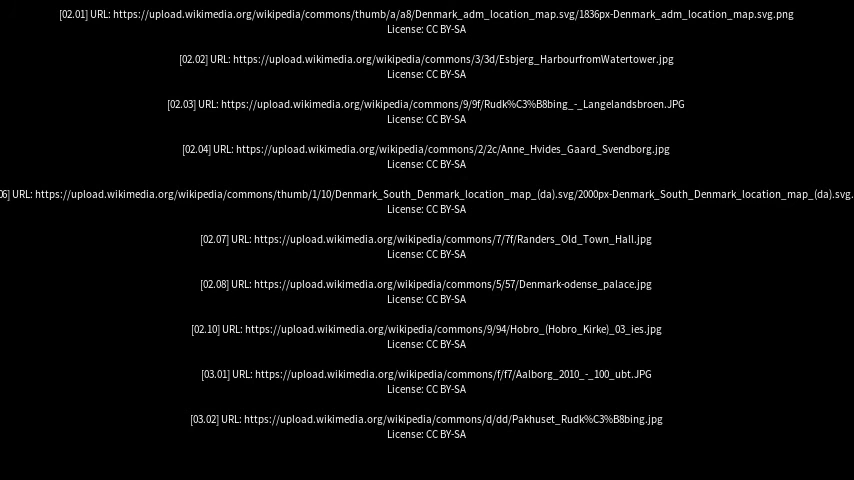 [02.01] URL: https://upload.wikimedia.org/wikipedia/commons/thumb/a/a8/Denmark_adm_location_map.svg/1836px-Denmark_adm_location_map.svg.png
License: CC BY-SA
[02.02] URL: https://upload.wikimedia.org/wikipedia/commons/3/3d/Esbjerg_HarbourfromWatertower.jpg
License: CC BY-SA
[02.03] URL: https://upload.wikimedia.org/wikipedia/commons/9/9f/Rudk%C3%B8bing_-_Langelandsbroen.JPG
License: CC BY-SA
[02.04] URL: https://upload.wikimedia.org/wikipedia/commons/2/2c/Anne_Hvides_Gaard_Svendborg.jpg
License: CC BY-SA
06] URL: https://upload.wikimedia.org/wikipedia/commons/thumb/1/10/Denmark_South_Denmark_location_map_(da).svg/2000px-Denmark_South_Denmark_location_map_(da).svg.
License: CC BY-SA
[02.07] URL: https://upload.wikimedia.org/wikipedia/commons/7/7f/Randers_Old_Town_Hall.jpg
License: CC BY-SA
[02.08] URL: https://upload.wikimedia.org/wikipedia/commons/5/57/Denmark-odense_palace.jpg
License: CC BY-SA
[02.10] URL: https://upload.wikimedia.org/wikipedia/commons/9/94/Hobro_(Hobro_Kirke)_03_ies.jpg
License: CC BY-SA
[03.01] URL: https://upload.wikimedia.org/wikipedia/commons/f/f7/Aalborg_2010_-_100_ubt.JPG
License: CC BY-SA
[03.02] URL: https://upload.wikimedia.org/wikipedia/commons/d/dd/Pakhuset_Rudk%C3%B8bing.jpg
License: CC BY-SA